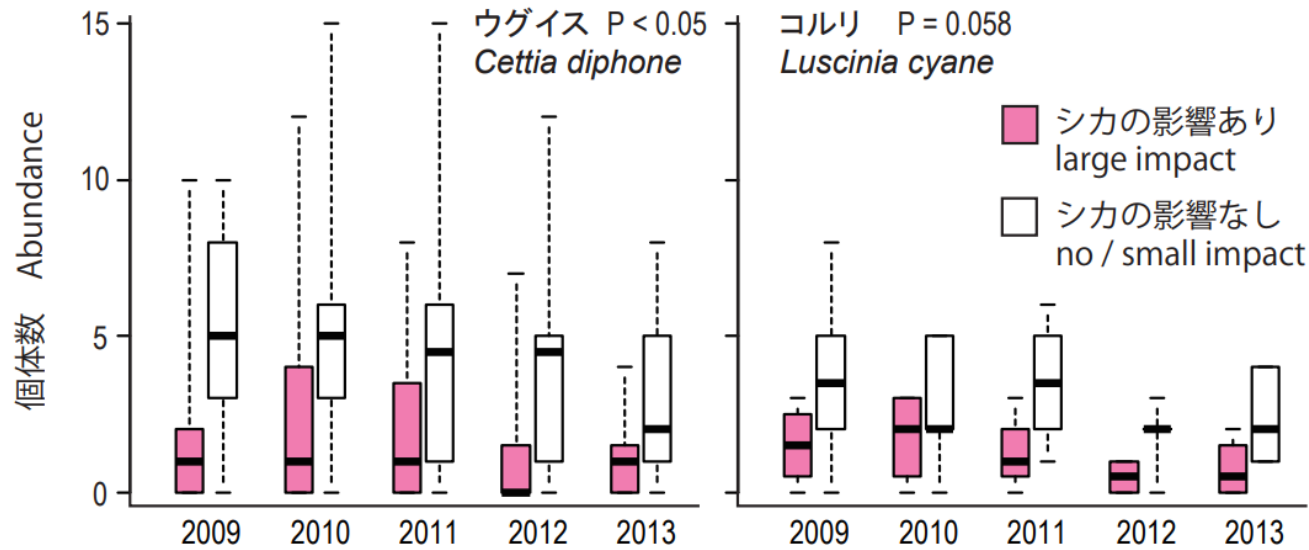 ウグイス P < 0.05
Cettia diphone
コルリ P = 0.058
Luscinia cyane
シカの影響あり
large impact
シカの影響なし
no / small impact
個体数 Abundance
15
10
5
0
2009 2010 2011 2012 2013
2009 2010 2011 2012 2013